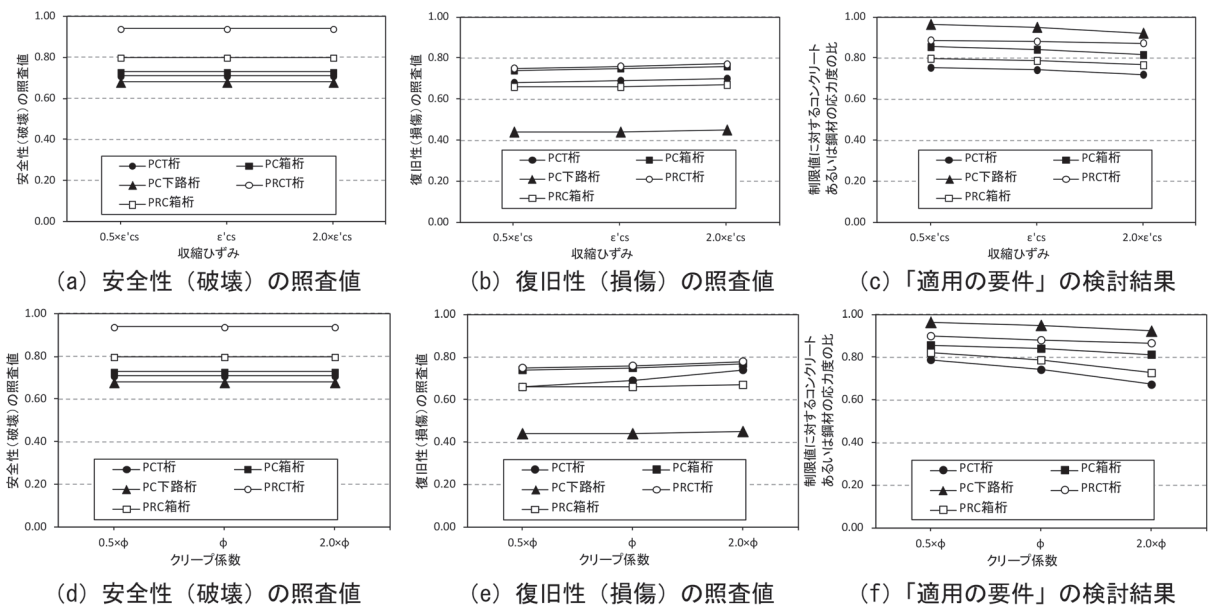 1.00
0.80
0.60
0.40
0.20
0.00
安全性(破壊)の照査値
PCT桁
PC箱桁
PC下路桁
PRCT桁
PRC箱桁
0.5×ε'cs
ε'cs
2.0×ε'cs
収縮ひずみ
(a) 安全性(破壊)の照査値
1.00
0.80
0.60
0.40
0.20
0.00
復旧性(損傷)の照査値
PCT桁
PC箱桁
PC下路桁
PRCT桁
PRC箱桁
0.5×ε'cs
ε'cs
2.0×ε'cs
収縮ひずみ
(b) 復旧性(損傷)の照査値
1.00
0.80
0.60
0.40
0.20
0.00
制限値に対するコンクリート
あるいは鋼材の応力度の比
PCT桁
PC箱桁
PC下路桁
PRCT桁
PRC箱桁
0.5×ε'cs
ε'cs
2.0×ε'cs
収縮ひずみ
(c)「適用の要件」の検討結果
1.00
0.80
0.60
0.40
0.20
0.00
安全性(破壊)の照査値
PCT桁
PC箱桁
PC下路桁
PRCT桁
PRC箱桁
0.5×φ
φ
2.0×φ
クリープ係数
(d) 安全性(破壊)の照査値
1.00
0.80
0.60
0.40
0.20
0.00
復旧性(損傷)の照査値
PCT桁
PC箱桁
PC下路桁
PRCT桁
PRC箱桁
0.5×φ
φ
2.0×φ
クリープ係数
(e) 復旧性(損傷)の照査値
1.00
0.80
0.60
0.40
0.20
0.00
制限値に対するコンクリート
あるいは鋼材の応力度の比
PCT桁
PC箱桁
PC下路桁
PRCT桁
PRC箱桁
0.5×φ
φ
2.0×φ
クリープ係数
(f)「適用の要件」の検討結果